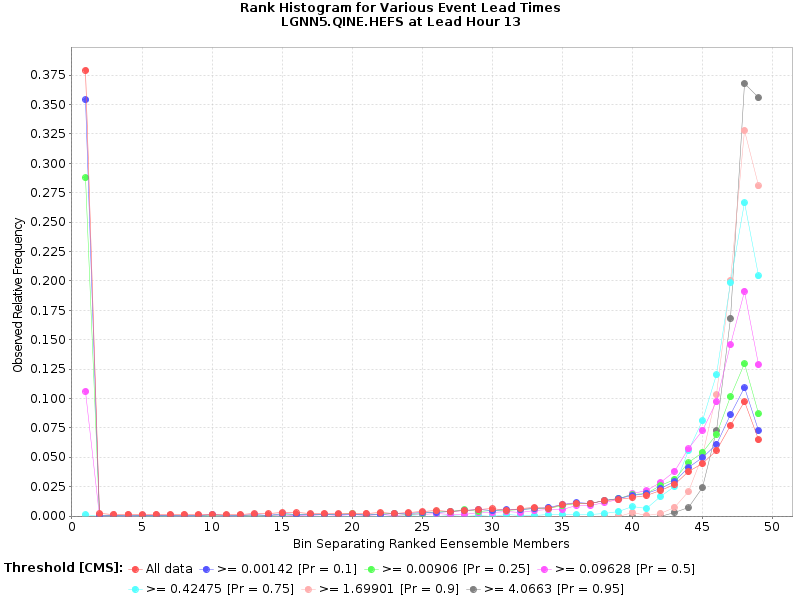 Rank Histogram for Various Event Lead Times
LGNN5.QINE.HEFS at Lead Hour 13
Observed Relative Frequency
0.375
0.350
0.325
0.300
0.275
0.250
0.225
0.200
0.175
0.150
0.125
0.100
0.075
0.050
0.025
0.000
0 5 10 15 20 25 30 35 40 45 50
Bin Separating Ranked Eensemble Members
Threshold [CMS]: All data >= 0.00142 [Pr = 0.1] >= 0.00906 [Pr = 0.25] >= 0.09628 [Pr = 0.5]
>= 0.42475 [Pr = 0.75] >= 1.69901 [Pr = 0.9] >= 4.0663 [Pr = 0.95]